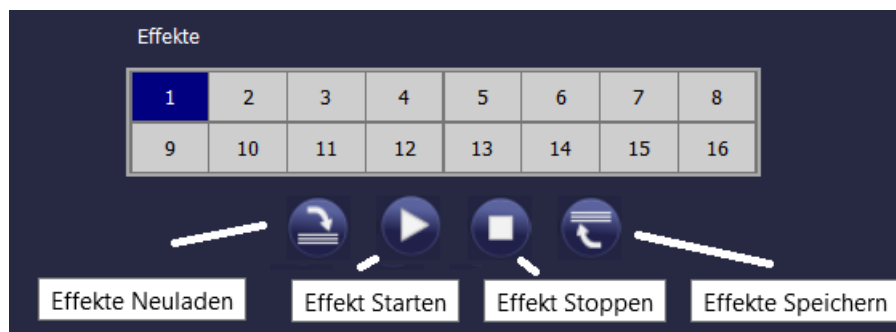 Effekte
1 2 3 4 5 6 7 8
9 10 11 12 13 14 15 16
Effekte Neuladen
Effekt Starten
Effekt Stoppen
Effekte Speichern